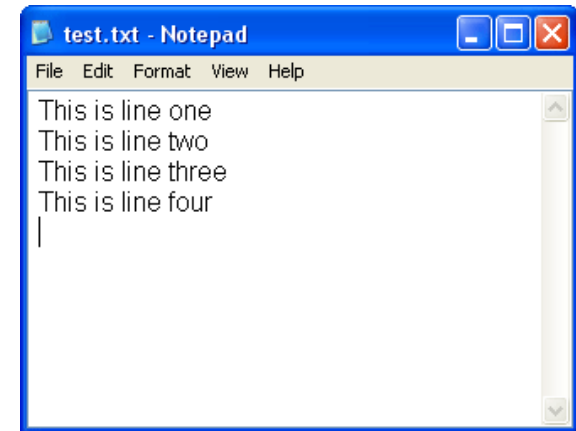 test.txt - Notepad
File Edit Format View Help
This is line one
This is line two
This is line three
This is line four